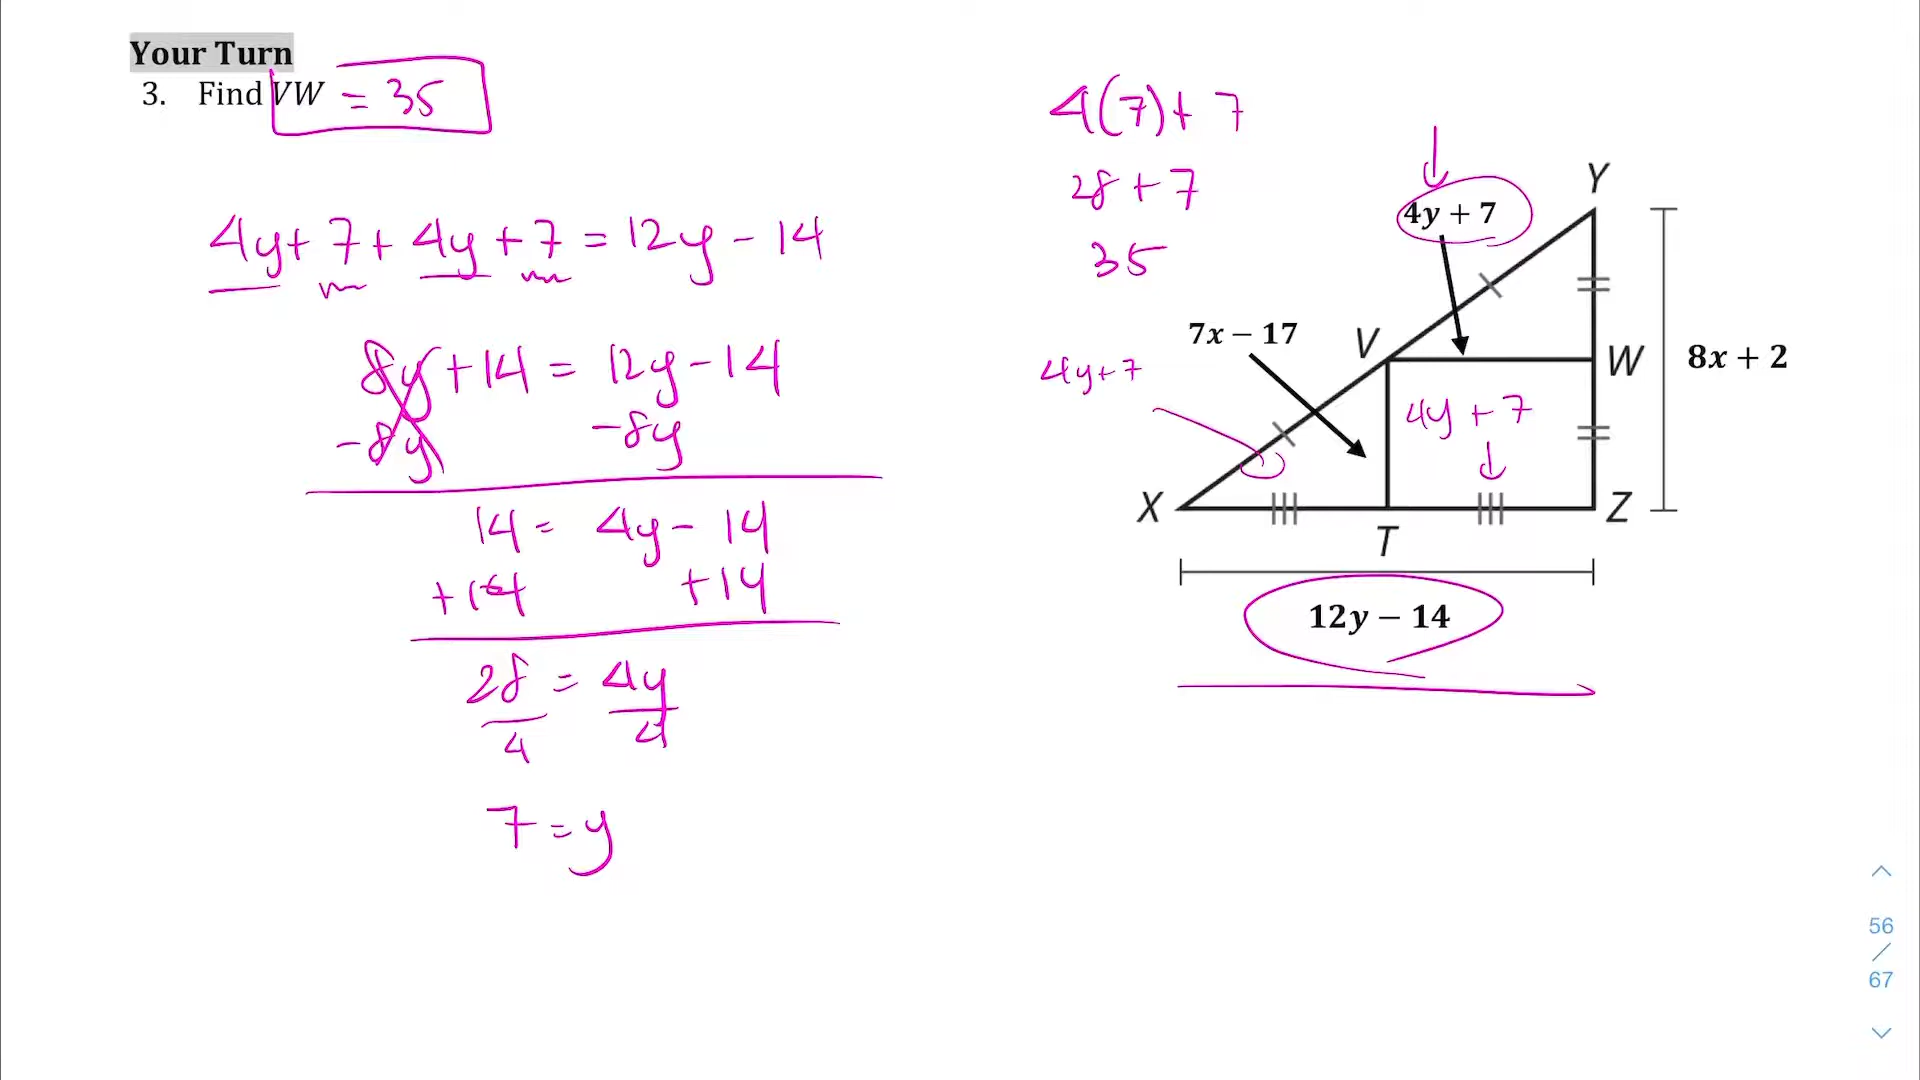 Your Turn
3. Find VW = 35
4y + 7 + 4y + 7 = 12y - 14
8y + 14 = 12y - 14
-8y -8y
14 = 4y - 14
+14 +14
28 = 4y
4 4
7 = y
4(7) + 7
28 + 7
35
4y + 7
Y
7x − 17
V
W
8x + 2
4y + 7
4y + 7
X
T
Z
12y − 14
56
/
67